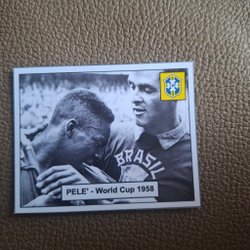 BRASIL
PELE' - World Cup 1958